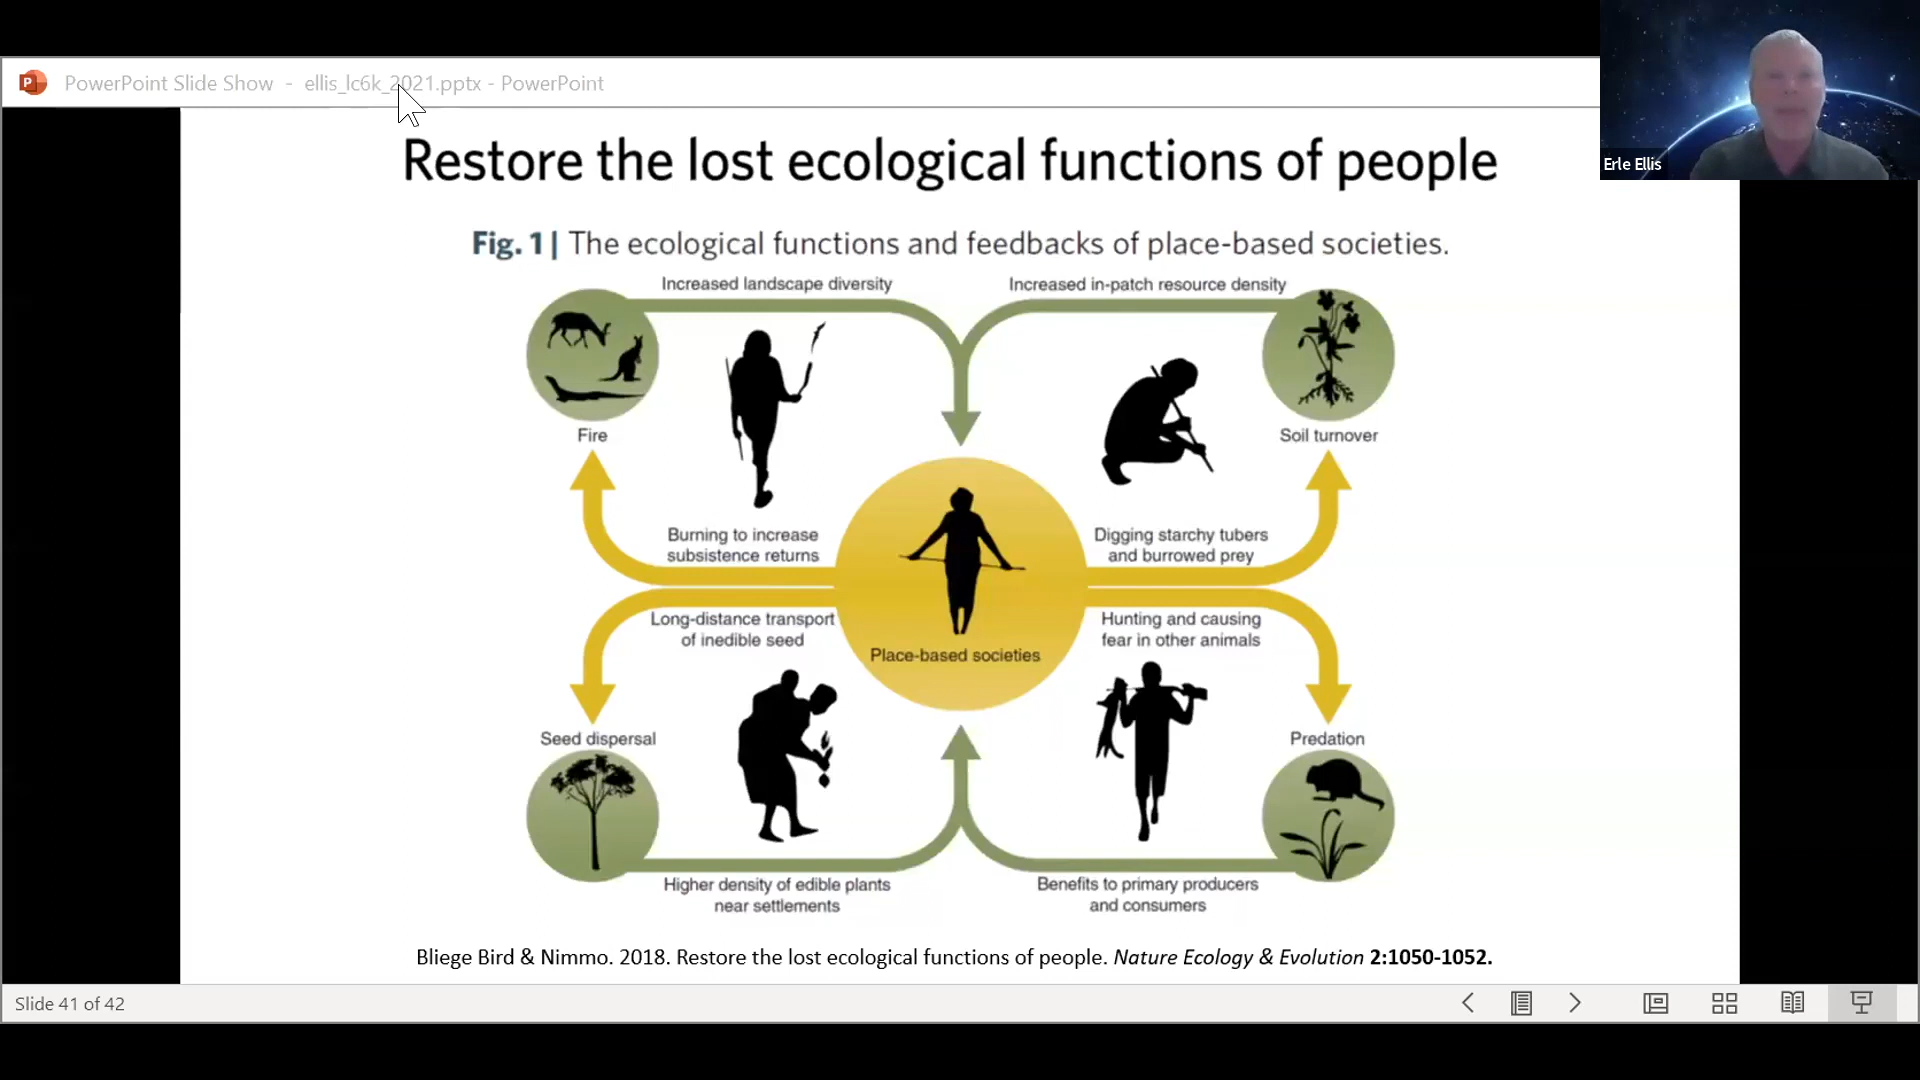 PowerPoint Slide Show - ellis_lc6k_2021.pptx - PowerPoint
Erle Ellis
Restore the lost ecological functions of people
Fig. 1| The ecological functions and feedbacks of place-based societies.
Increased landscape diversity
Increased in-patch resource density
Fire
Soil turnover
Burning to increase
subsistence returns
Digging starchy tubers
and burrowed prey
Long-distance transport
of inedible seed
Hunting and causing
fear in other animals
Place-based societies
Seed dispersal
Predation
Higher density of edible plants
near settlements
Benefits to primary producers
and consumers
Bliege Bird & Nimmo. 2018. Restore the lost ecological functions of people. Nature Ecology & Evolution 2:1050-1052.
Slide 41 of 42